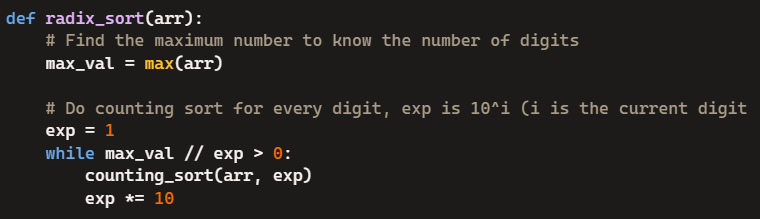 def radix_sort(arr):
    # Find the maximum number to know the number of digits
    max_val = max(arr)

    # Do counting sort for every digit, exp is 10^i (i is the current digit
    exp = 1
    while max_val // exp > 0:
        counting_sort(arr, exp)
        exp *= 10